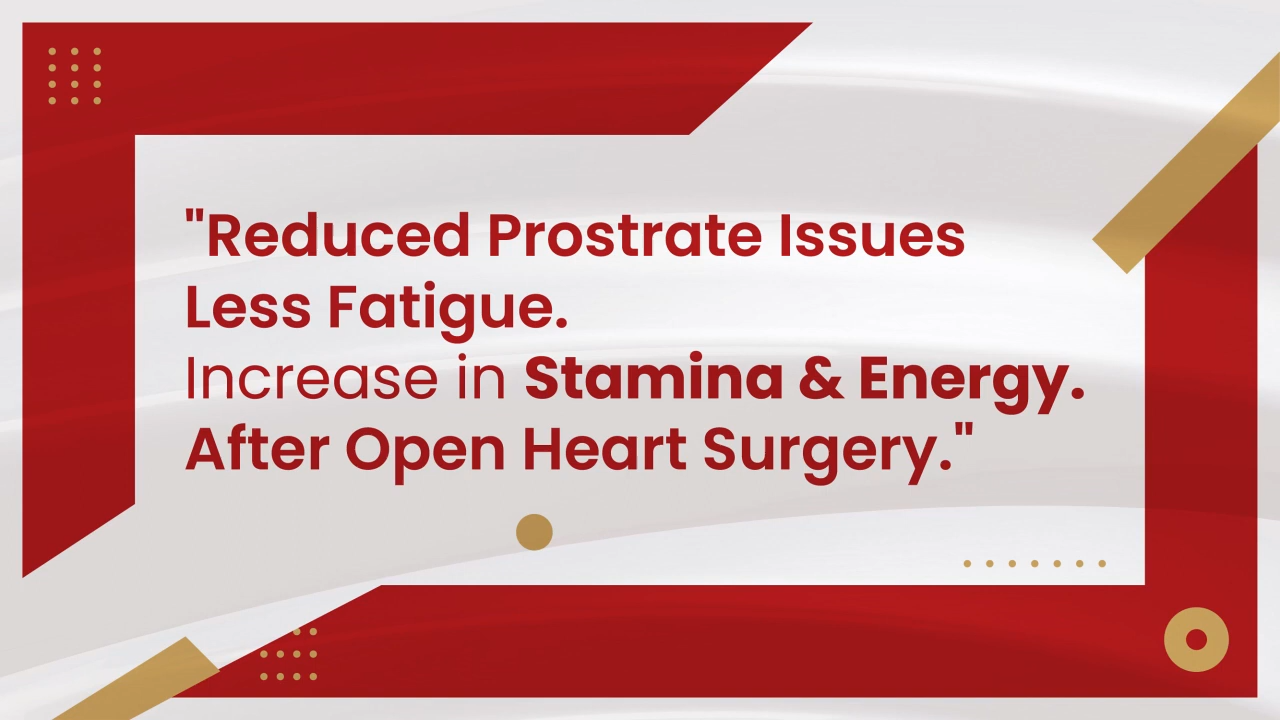 "Reduced Prostrate Issues
Less Fatigue.
Increase in Stamina & Energy.
After Open Heart Surgery."